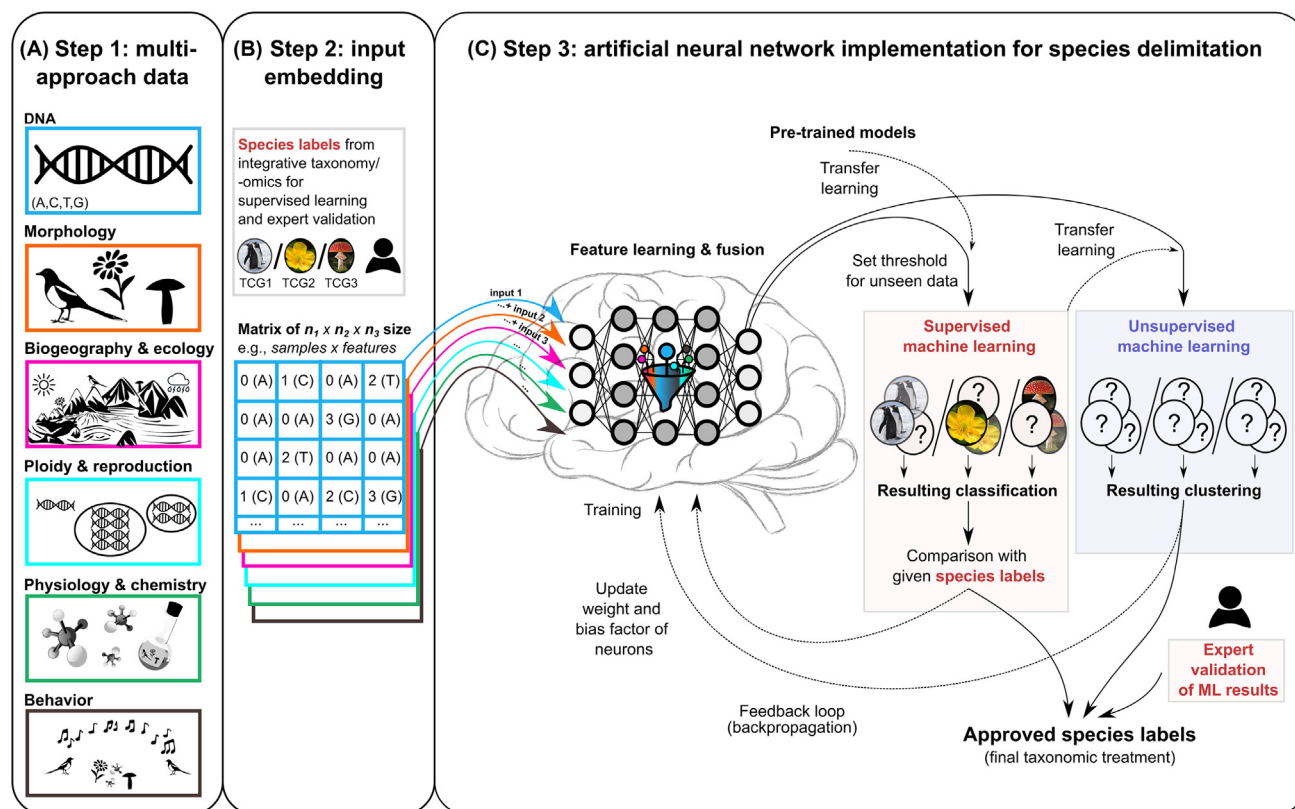 (A) Step 1: multi-
approach data
DNA
(A,C,T,G)
Morphology
Biogeography & ecology
Ploidy & reproduction
Physiology & chemistry
Behavior
(B) Step 2: input
embedding
Species labels from
integrative taxonomy/
-omics for
supervised learning
and expert validation
/ /
TCG1 TCG2 TCG3
Matrix of n₁ x n₂ x n₃ size
e.g., samples x features
0 (A) 1 (C) 0 (A) 2 (T)
0 (A) 0 (A) 3 (G) 0 (A)
0 (A) 2 (T) 0 (A) 0 (A)
1 (C) 0 (A) 2 (C) 3 (G)
... ... ... ...
input 1
...+ input 2
...+ input 3
...
...
...
(C) Step 3: artificial neural network implementation for species delimitation
Pre-trained models
Transfer
learning
Feature learning & fusion
Set threshold
for unseen data
Transfer
learning
Supervised
machine learning
? / ? / ?
? ?
Resulting classification
Comparison with
given species labels
Unsupervised
machine learning
? / ? / ?
? ? ? ? ? ?
Resulting clustering
Training
Update
weight and
bias factor of
neurons
Feedback loop
(backpropagation)
Expert
validation
of ML results
Approved species labels
(final taxonomic treatment)